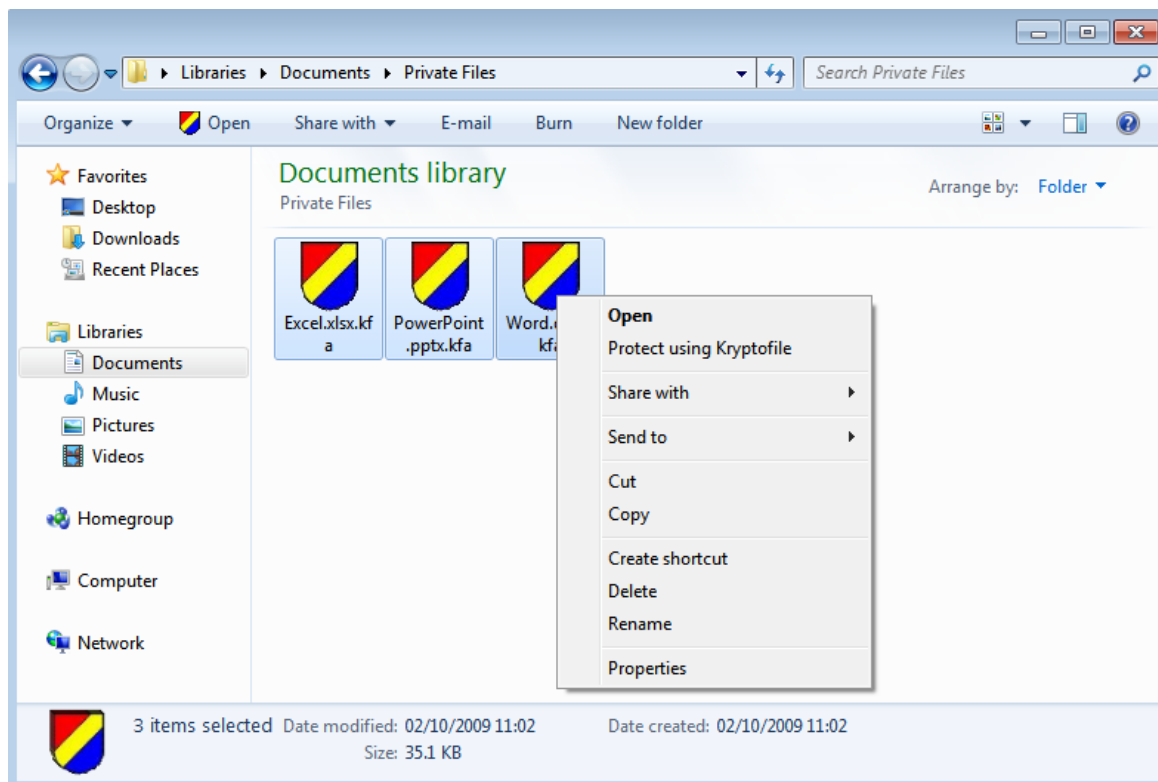 Libraries Documents Private Files
Search Private Files
Organize Open Share with E-mail Burn New folder
Favorites
Desktop
Downloads
Recent Places
Libraries
Documents
Music
Pictures
Videos
Homegroup
Computer
Network
Documents library
Private Files
Arrange by: Folder
Excel.xlsx.kf
a
PowerPoint
.pptx.kfa
Open
Protect using Kryptofile
Share with
Send to
Cut
Copy
Create shortcut
Delete
Rename
Properties
3 items selected Date modified: 02/10/2009 11:02 Date created: 02/10/2009 11:02
Size: 35.1 KB